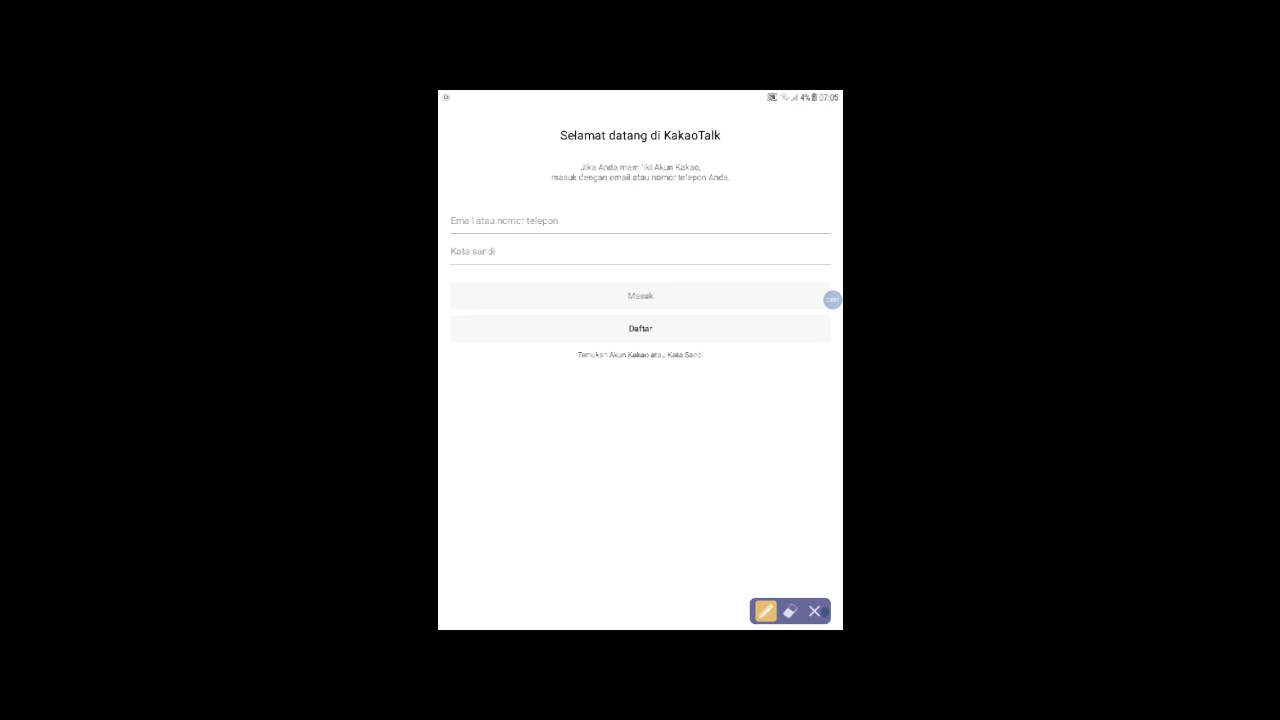 4% 07:05
Selamat datang di KakaoTalk
Jika Anda memiliki Akun Kakao,
masuk dengan email atau nomor telepon Anda.
Email atau nomor telepon
Kata sandi
Masuk
Daftar
Temukan Akun Kakao atau Kata Sandi